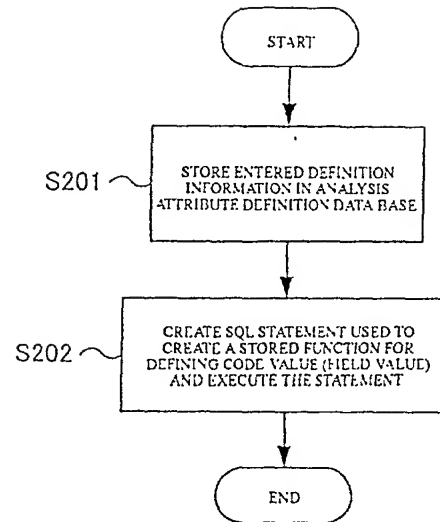 START
S201
STORE ENTERED DEFINITION
INFORMATION IN ANALYSIS
ATTRIBUTE DEFINITION DATA BASE
S202
CREATE SQL STATEMENT USED TO
CREATE A STORED FUNCTION FOR
DEFINING CODE VALUE (FIELD VALUE)
AND EXECUTE THE STATEMENT
END